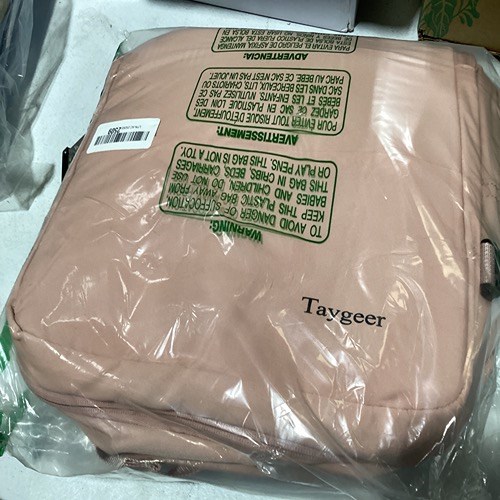 WARNING:
TO AVOID DANGER OF SUFFOCATION
KEEP THIS PLASTIC BAG AWAY FROM
BABIES AND CHILDREN. DO NOT USE
THIS BAG IN CRIBS, BEDS, CARRIAGES
OR PLAY PENS. THIS BAG IS NOT A TOY.
AVERTISSEMENT:
POUR EVITER TOUT RISQUE D'ÉTOUFFEMENT
GARDEZ CE SAC EN PLASTIQUE LOIN DES
BÉBÉS ET LES ENFANTS. N'UTILISEZ PAS CE
SAC DANS LES BERCEAUX, LITS, CHARIOTS OU
PARC AU BEBE. CE SAC N'EST PAS UN JOUET.
ADVERTENCIA:
PARA EVITAR EL PELIGRO DE ASFIXIA, MANTENGA
Taygeer